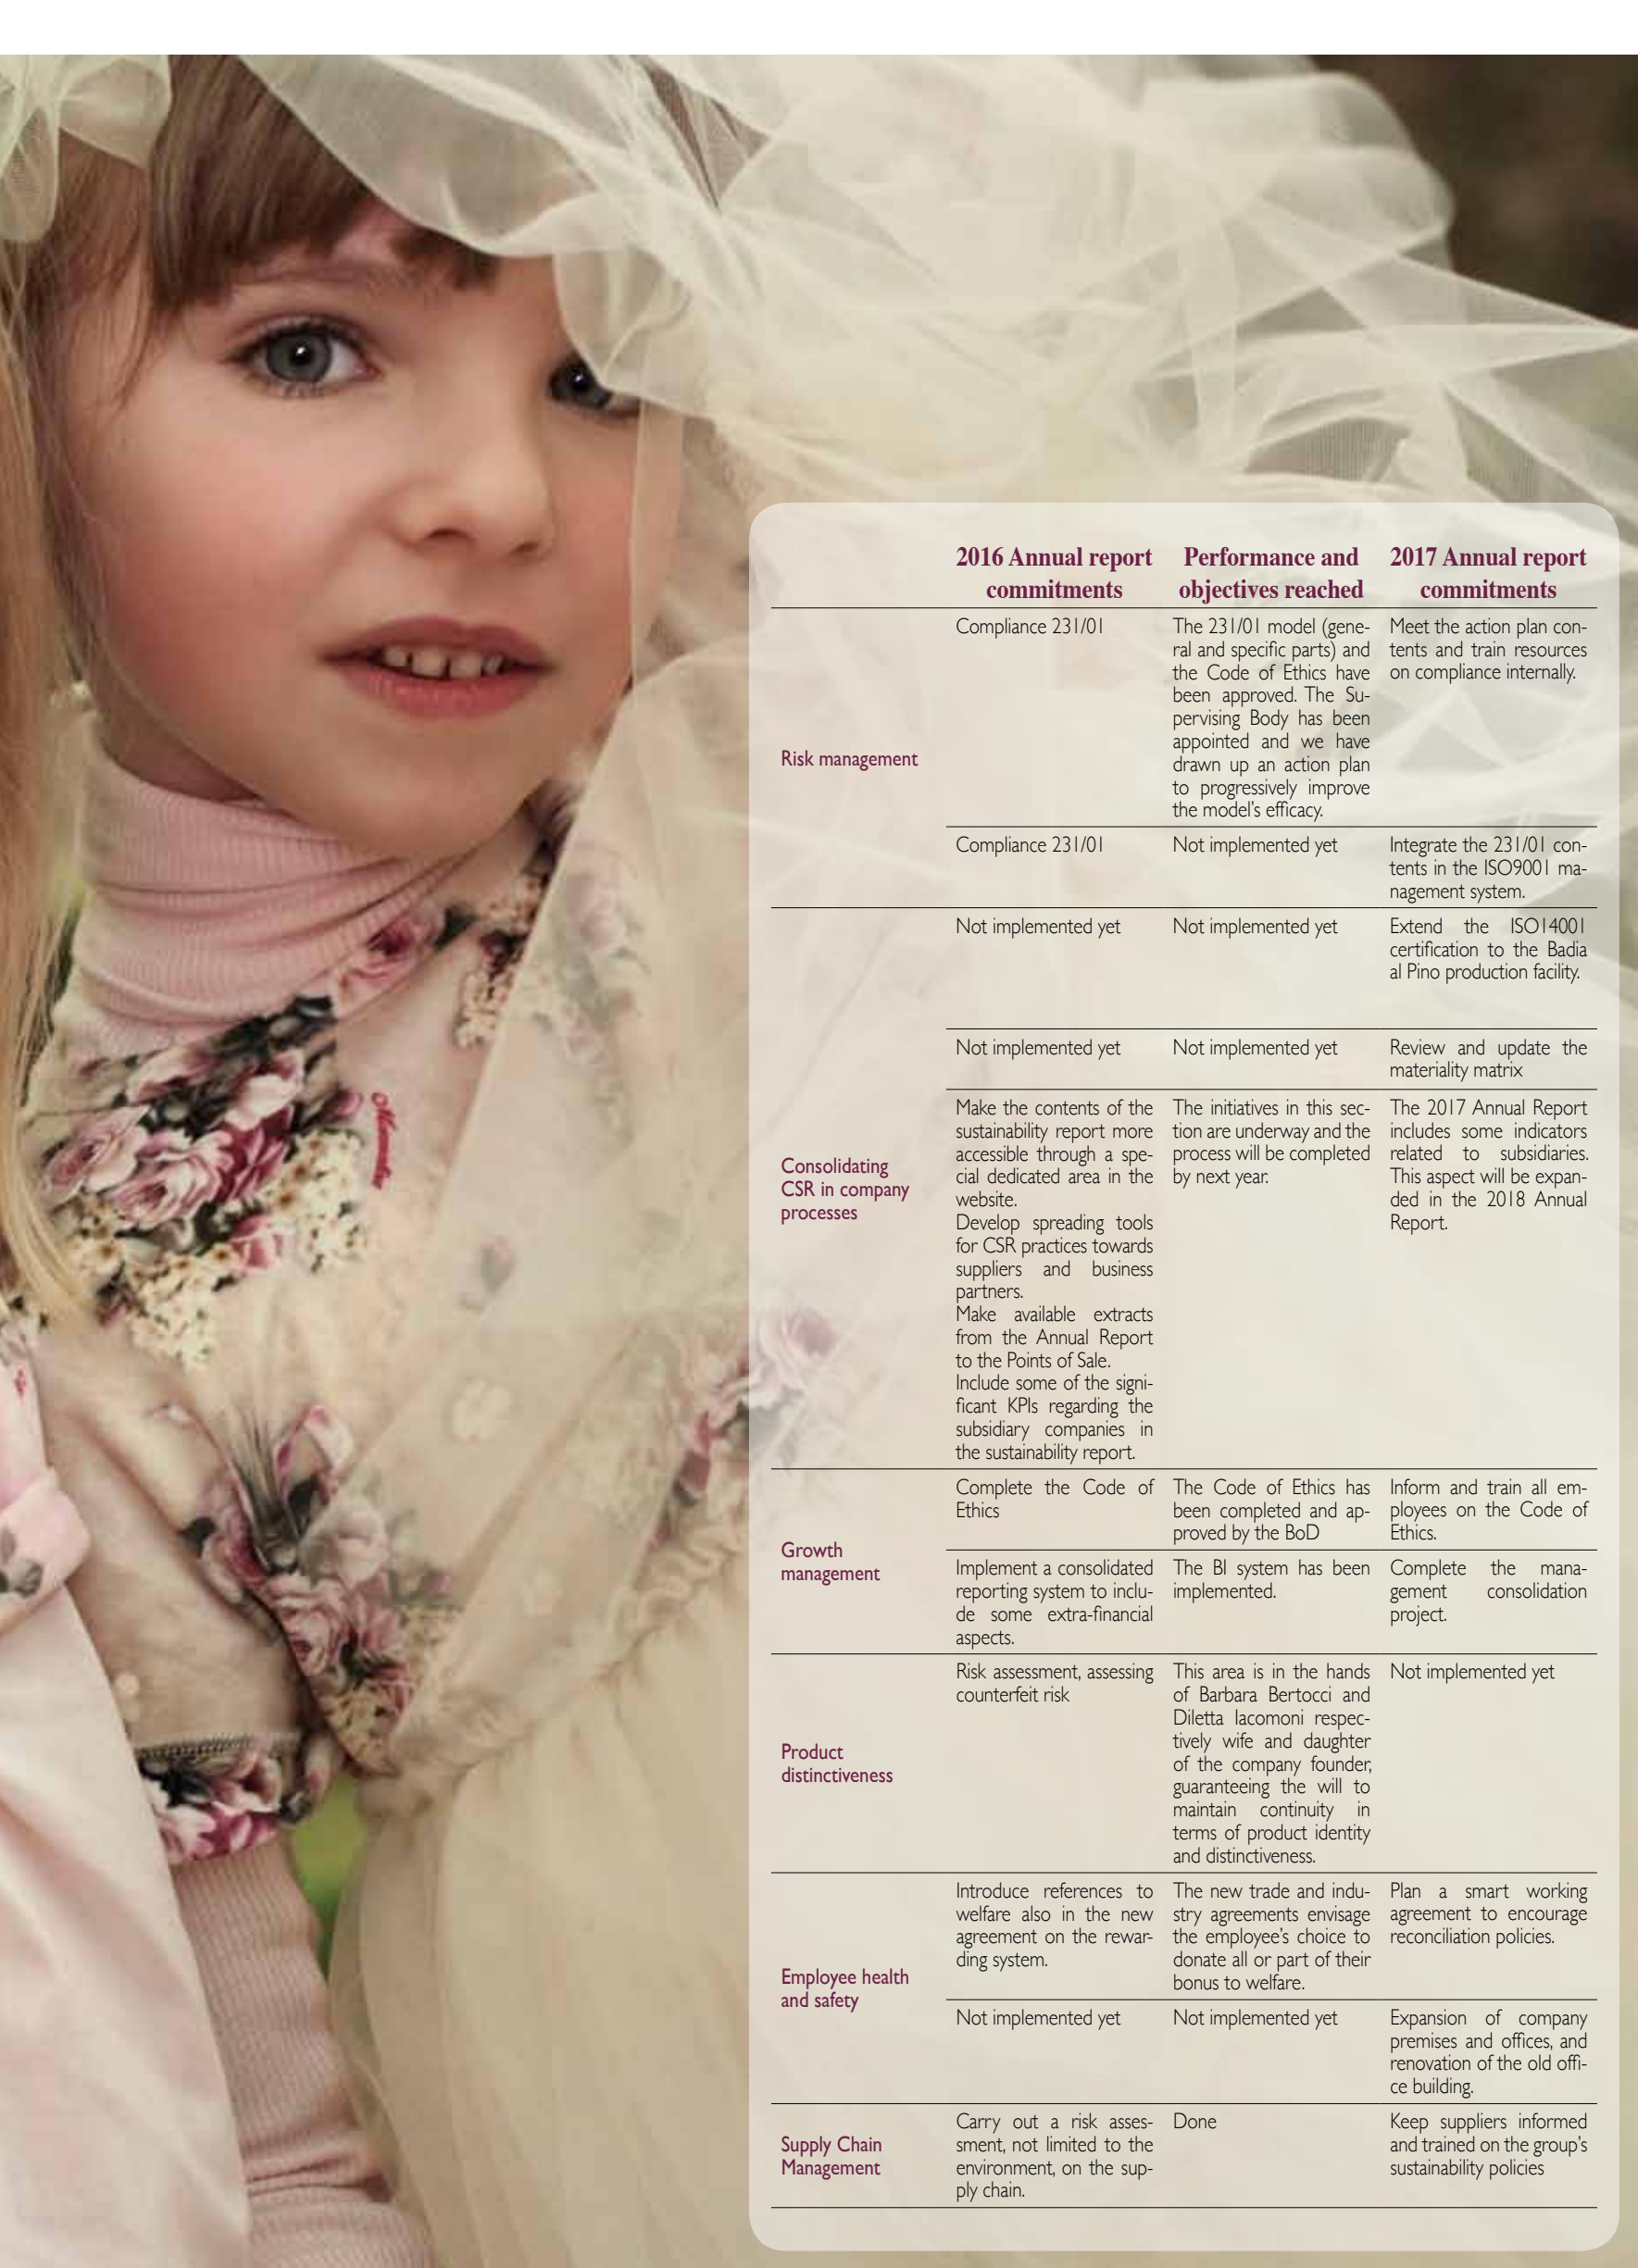 2016 Annual report
commitments
Performance and
objectives reached
2017 Annual report
commitments
Risk management
Compliance 231/01
The 231/01 model (gene-
ral and specific parts) and
the Code of Ethics have
been approved. The Su-
pervising Body has been
appointed and we have
drawn up an action plan
to progressively improve
the model's efficacy.
Meet the action plan con-
tents and train resources
on compliance internally.
Compliance 231/01
Not implemented yet
Integrate the 231/01 con-
tents in the ISO9001 ma-
nagement system.
Consolidating
CSR in company
processes
Not implemented yet
Not implemented yet
Extend the ISO14001
certification to the Badia
al Pino production facility.
Not implemented yet
Not implemented yet
Review and update the
materiality matrix
Make the contents of the
sustainability report more
accessible through a spe-
cial dedicated area in the
website.
Develop spreading tools
for CSR practices towards
suppliers and business
partners.
Make available extracts
from the Annual Report
to the Points of Sale.
Include some of the signi-
ficant KPIs regarding the
subsidiary companies in
the sustainability report.
The initiatives in this sec-
tion are underway and the
process will be completed
by next year.
The 2017 Annual Report
includes some indicators
related to subsidiaries.
This aspect will be expan-
ded in the 2018 Annual
Report.
Growth
management
Complete the Code of
Ethics
The Code of Ethics has
been completed and ap-
proved by the BoD
Inform and train all em-
ployees on the Code of
Ethics.
Implement a consolidated
reporting system to inclu-
de some extra-financial
aspects.
The BI system has been
implemented.
Complete the mana-
gement consolidation
project.
Product
distinctiveness
Risk assessment, assessing
counterfeit risk
This area is in the hands
of Barbara Bertocci and
Diletta Iacomoni respec-
tively wife and daughter
of the company founder,
guaranteeing the will to
maintain continuity in
terms of product identity
and distinctiveness.
Not implemented yet
Employee health
and safety
Introduce references to
welfare also in the new
agreement on the rewar-
ding system.
The new trade and indu-
stry agreements envisage
the employee's choice to
donate all or part of their
bonus to welfare.
Plan a smart working
agreement to encourage
reconciliation policies.
Not implemented yet
Not implemented yet
Expansion of company
premises and offices, and
renovation of the old offi-
ce building.
Supply Chain
Management
Carry out a risk asses-
sment, not limited to the
environment, on the sup-
ply chain.
Done
Keep suppliers informed
and trained on the group's
sustainability policies